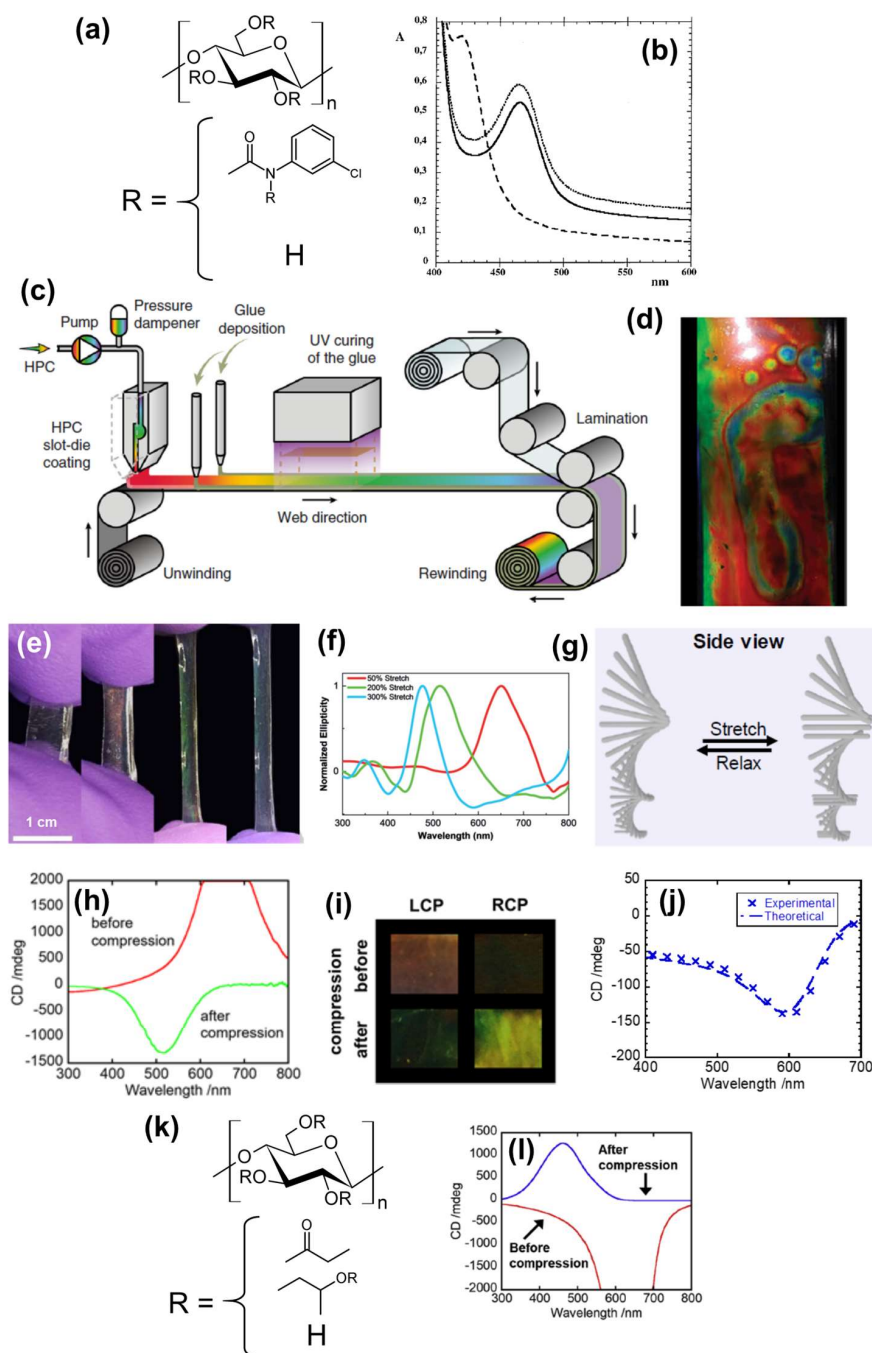 (a)
RO
O
O
RO
OR
n
R =
O
N
R
Cl
H
(b)
A
0,8
0,7
0,6
0,5
0,4
0,3
0,2
0,1
0
400 450 500 550 600
nm
(c)
Pressure
dampener
Pump
HPC
Glue
deposition
UV curing
of the glue
HPC
slot-die
coating
Lamination
Web direction
Unwinding
Rewinding
(d)
(e)
1 cm
(f)
50% Stretch
200% Stretch
300% Stretch
Normalized Ellipticity
1
0
300 400 500 600 700 800
Wavelength (nm)
(g)
Side view
Stretch
Relax
(h)
CD /mdeg
2000
1500
1000
500
0
-500
-1000
-1500
before
compression
after
compression
300 400 500 600 700 800
Wavelength /nm
(i)
LCP RCP
compression
before
after
(j)
CD /mdeg
50
0
-50
-100
-150
-200
Experimental
Theoretical
400 500 600 700
Wavelength /nm
(k)
RO
O
O
RO
OR
n
R =
O
OR
H
(l)
CD /mdeg
1500
1000
500
0
-500
-1000
-1500
-2000
After
compression
Before
compression
300 400 500 600 700 800
Wavelength /nm